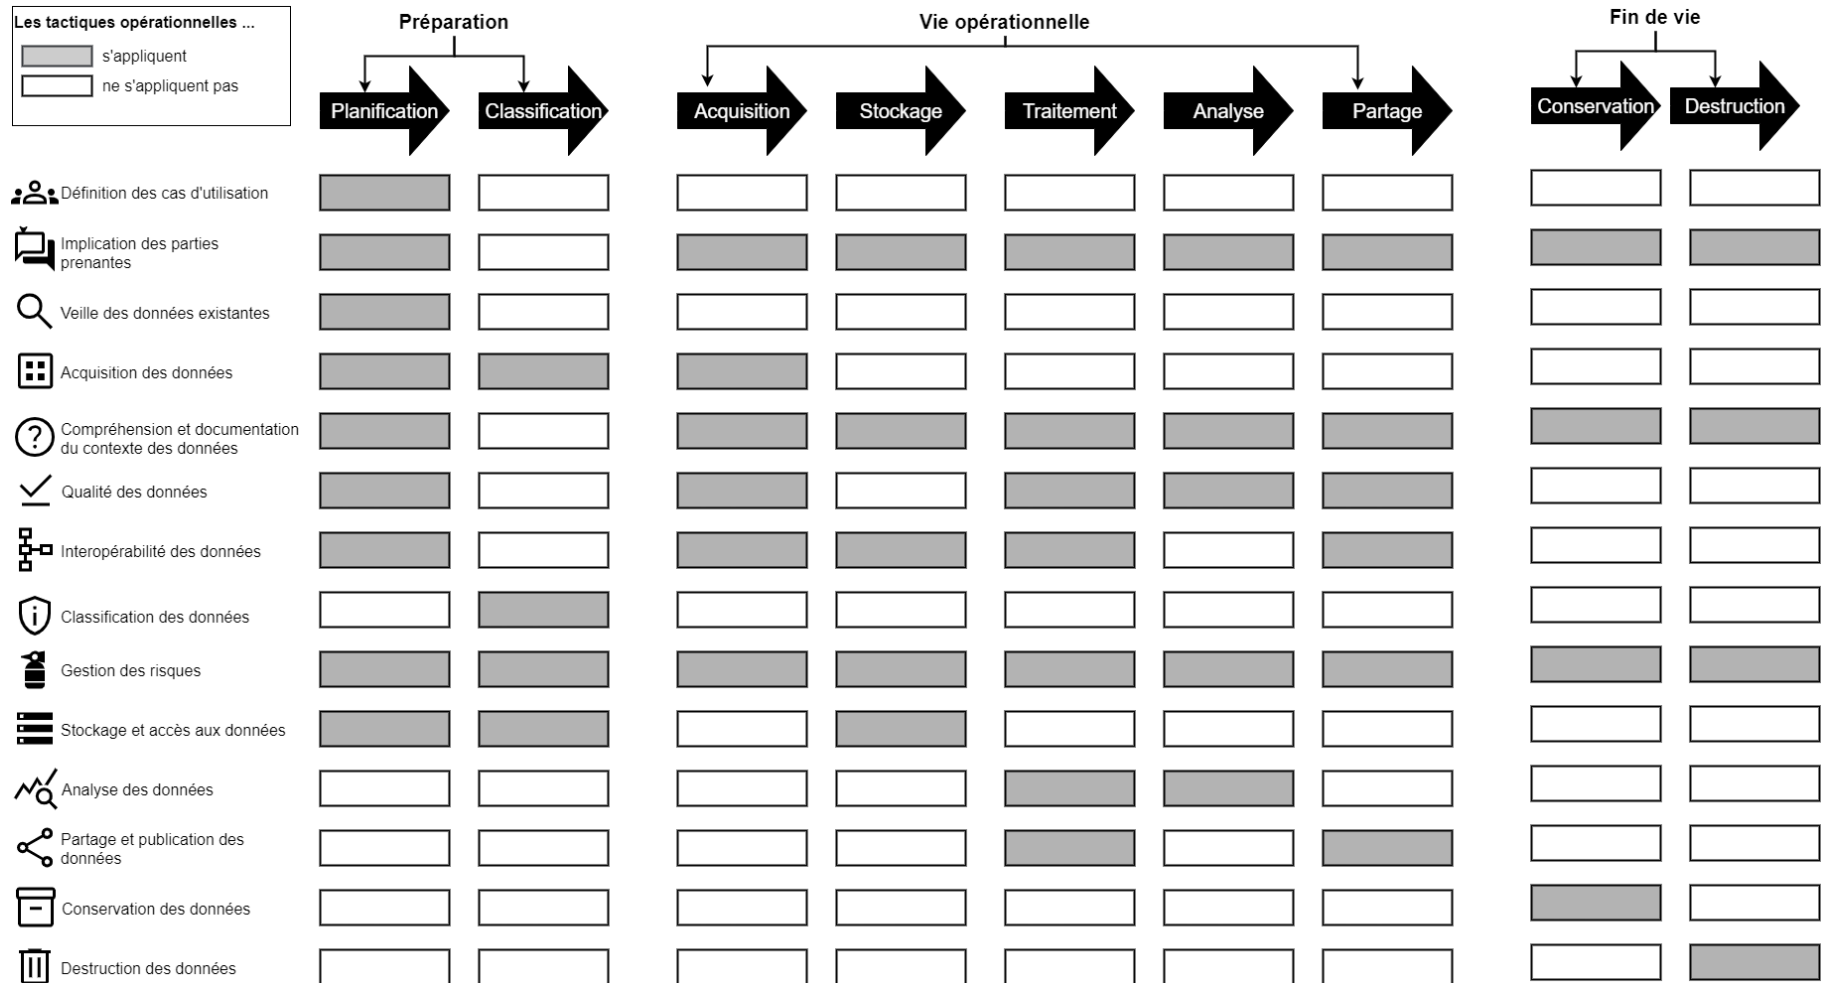 Les tactiques opérationnelles ...
s'appliquent
ne s'appliquent pas
Préparation
Vie opérationnelle
Fin de vie
Planification
Classification
Acquisition
Stockage
Traitement
Analyse
Partage
Conservation
Destruction
Définition des cas d'utilisation
Implication des parties
prenantes
Veille des données existantes
Acquisition des données
Compréhension et documentation
du contexte des données
Qualité des données
Interopérabilité des données
Classification des données
Gestion des risques
Stockage et accès aux données
Analyse des données
Partage et publication des
données
Conservation des données
Destruction des données